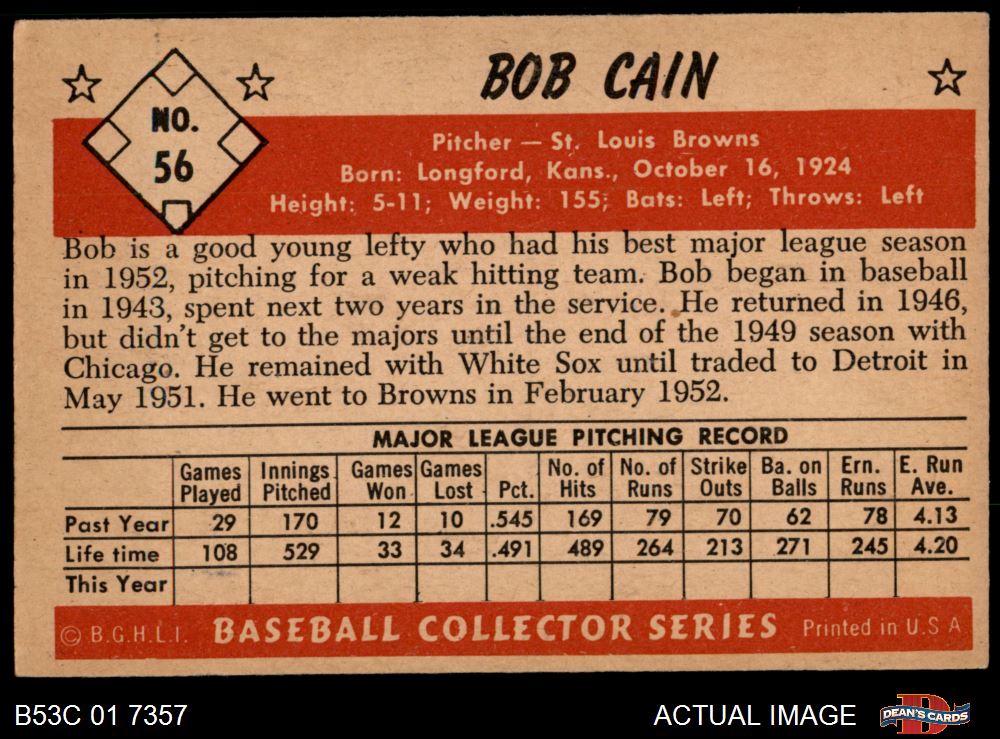 BOB CAIN
NO.
56
Pitcher — St. Louis Browns
Born: Longford, Kans., October 16, 1924
Height: 5-11; Weight: 155; Bats: Left; Throws: Left
Bob is a good young lefty who had his best major league season
in 1952, pitching for a weak hitting team. Bob began in baseball
in 1943, spent next two years in the service. He returned in 1946,
but didn't get to the majors until the end of the 1949 season with
Chicago. He remained with White Sox until traded to Detroit in
May 1951. He went to Browns in February 1952.
MAJOR LEAGUE PITCHING RECORD
Games Played Innings Pitched Games Won Games Lost Pct. No. of Hits No. of Runs Strike Outs Ba. on Balls Ern. Runs E. Run Ave.
Past Year 29 170 12 10 .545 169 79 70 62 78 4.13
Life time 108 529 33 34 .491 489 264 213 271 245 4.20
This Year
© B.G.H.L.I. BASEBALL COLLECTOR SERIES Printed in U.S A
B53C 01 7357 ACTUAL IMAGE DEAN'S CARDS